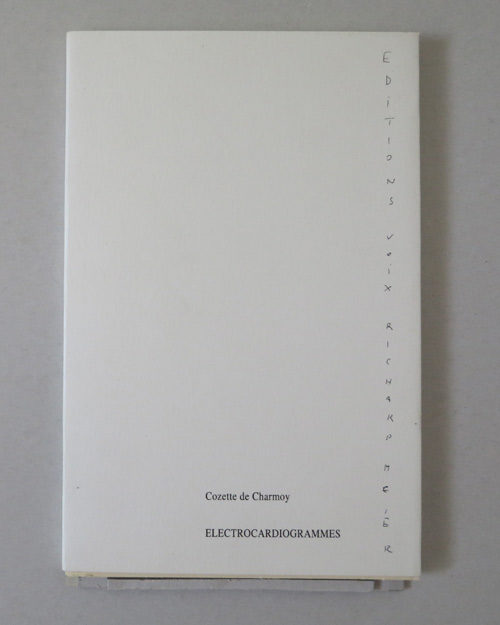 EDITIONS VOIX RICHARD MEIER
Cozette de Charmoy
ELECTROCARDIOGRAMMES